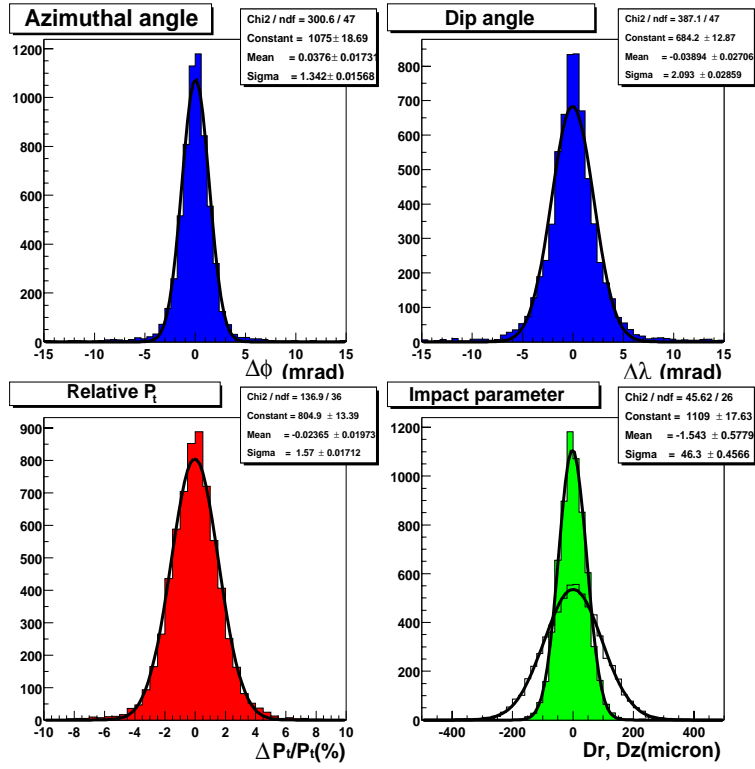 Azimuthal angle
Chi2 / ndf = 300.6 / 47
Constant = 1075 ± 18.69
Mean = 0.0376 ± 0.01731
Sigma = 1.342 ± 0.01568
1200
1000
800
600
400
200
0
-15 -10 -5 0 5 10 15
Δϕ (mrad)
Dip angle
Chi2 / ndf = 387.1 / 47
Constant = 684.2 ± 12.87
Mean = -0.03894 ± 0.02706
Sigma = 2.093 ± 0.02859
800
700
600
500
400
300
200
100
0
-15 -10 -5 0 5 10 15
Δλ (mrad)
Relative Pt
Chi2 / ndf = 136.9 / 36
Constant = 804.9 ± 13.39
Mean = -0.02365 ± 0.01973
Sigma = 1.57 ± 0.01712
900
800
700
600
500
400
300
200
100
0
-10 -8 -6 -4 -2 0 2 4 6 8 10
ΔPt/Pt(%)
Impact parameter
Chi2 / ndf = 45.62 / 26
Constant = 1109 ± 17.63
Mean = -1.543 ± 0.5779
Sigma = 46.3 ± 0.4566
1200
1000
800
600
400
200
0
-400 -200 0 200 400
Dr, Dz(micron)